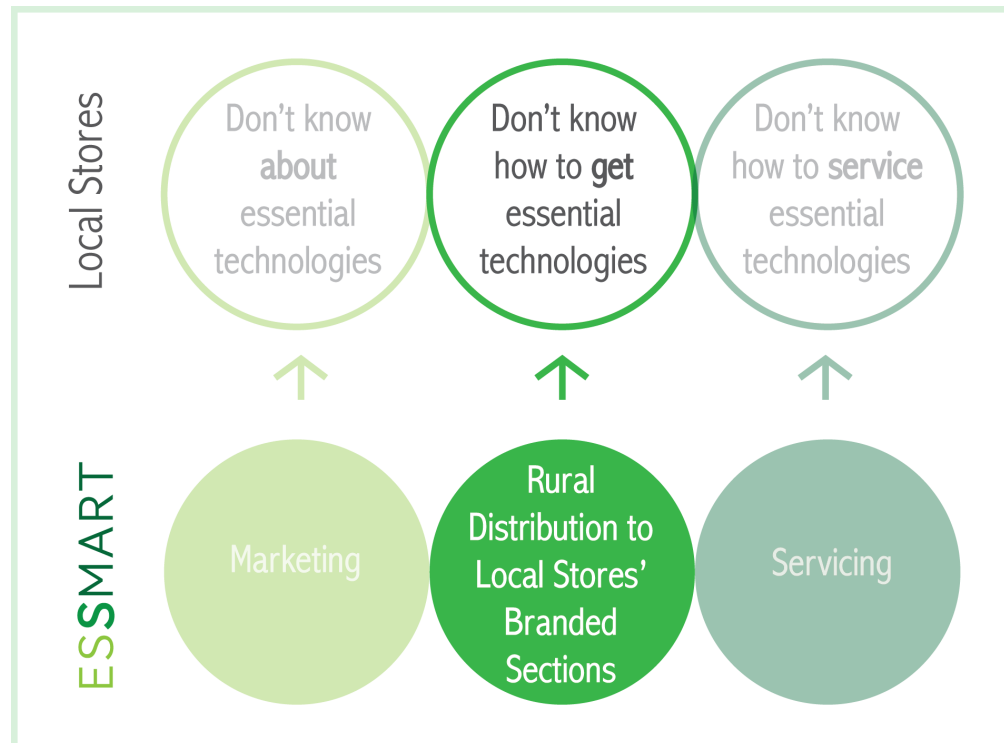 Local Stores
Don't know
about
essential
technologies
Don't know
how to get
essential
technologies
Don't know
how to service
essential
technologies
ESSMART
Marketing
Rural
Distribution to
Local Stores'
Branded
Sections
Servicing